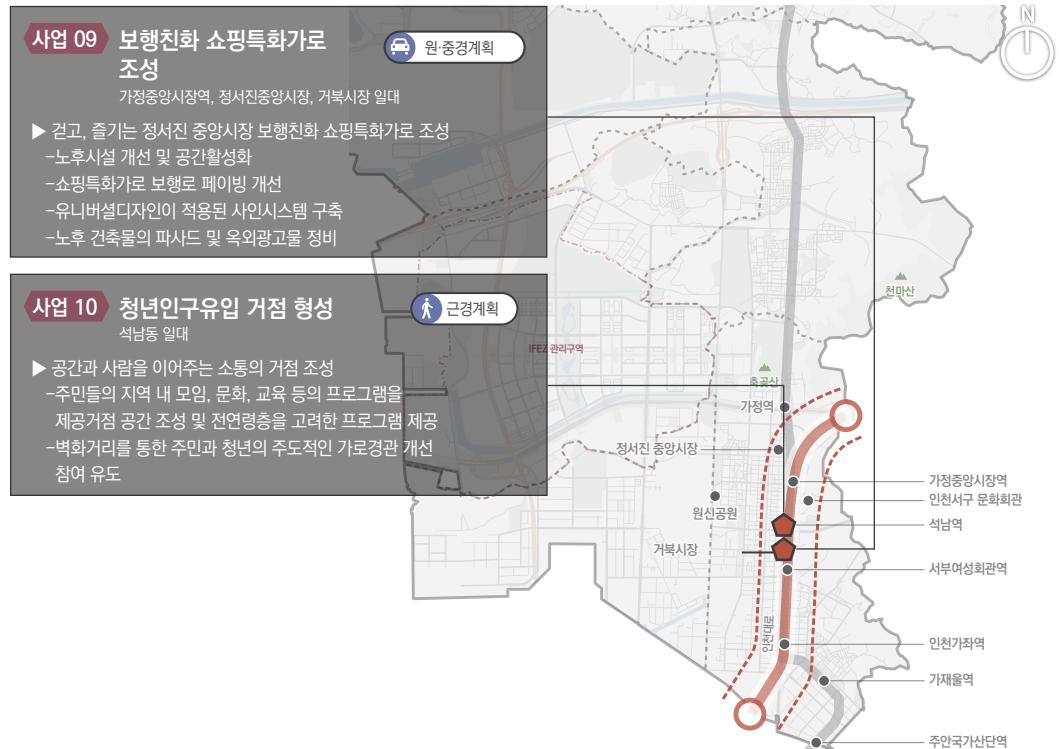 사업 09 보행친화 쇼핑특화가로
조성
원·중경계획
가정중앙시장역, 정서진중앙시장, 거북시장 일대
▶ 걷고, 즐기는 정서진 중앙시장 보행친화 쇼핑특화가로 조성
-노후시설 개선 및 공간활성화
-쇼핑특화가로 보행로 페이빙 개선
-유니버셜디자인이 적용된 사인시스템 구축
-노후 건축물의 파사드 및 옥외광고물 정비
사업 10 청년인구유입 거점 형성
근경계획
석남동 일대
▶ 공간과 사람을 이어주는 소통의 거점 조성
-주민들의 지역 내 모임, 문화, 교육 등의 프로그램을
제공거점 공간 조성 및 전연령층을 고려한 프로그램 제공
-벽화거리를 통한 주민과 청년의 주도적인 가로경관 개선
참여 유도
N
천마산
IFEZ 관리구역
축곶산
가정역
정서진 중앙시장
가정중앙시장역
인천서구 문화회관
원신공원
석남역
거북시장
서부여성회관역
인천대로
인천가좌역
가재울역
주안국가산단역